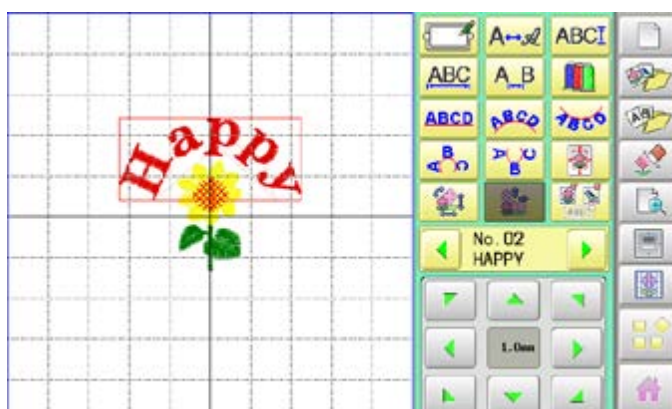 Happy
A↔A ABCI
ABC A_B
ABCD ABCD ABCD
A B C A B C
No. 02
HAPPY
1.0mm